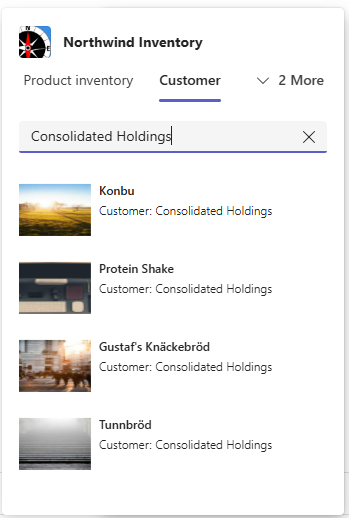 Northwind Inventory
Product inventory Customer 2 More
Consolidated Holdings
Konbu
Customer: Consolidated Holdings
Protein Shake
Customer: Consolidated Holdings
Gustaf's Knäckebröd
Customer: Consolidated Holdings
Tunnbröd
Customer: Consolidated Holdings